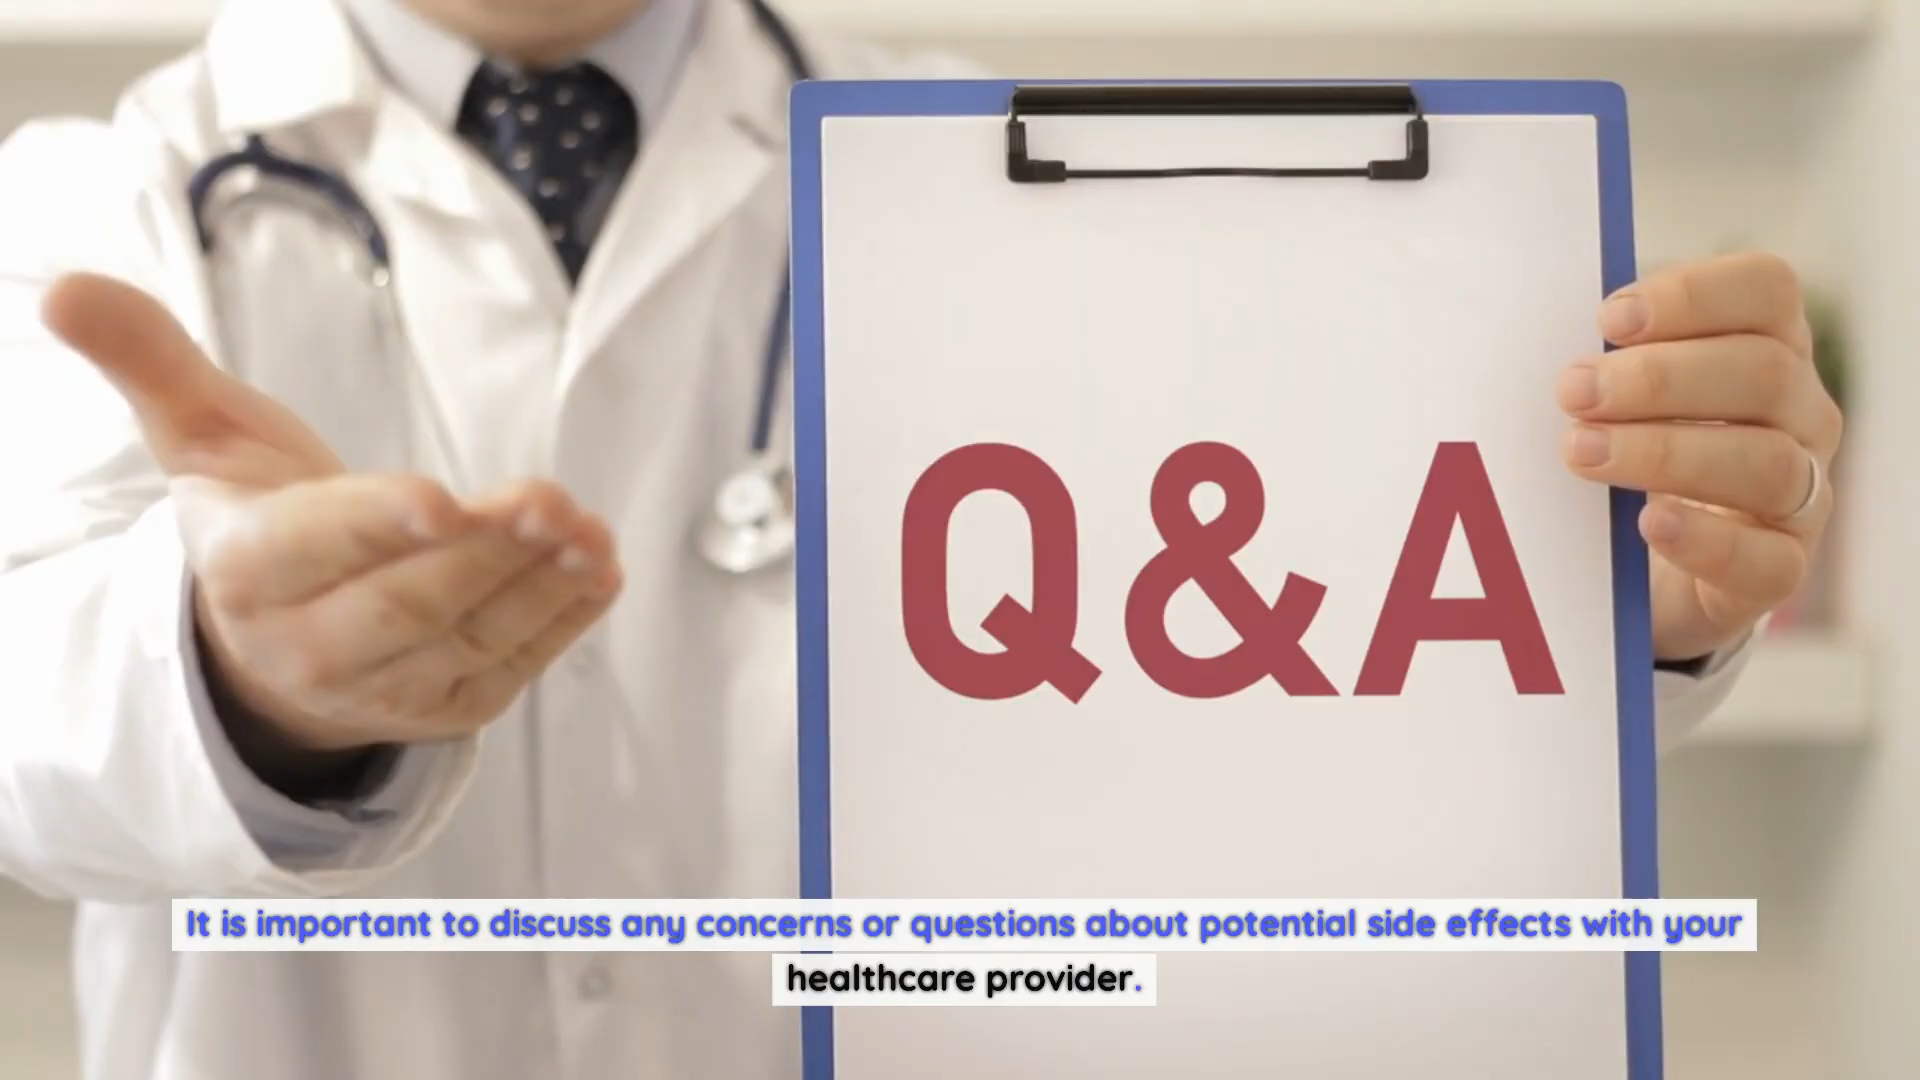 Q&A
It is important to discuss any concerns or questions about potential side effects with your
healthcare provider.